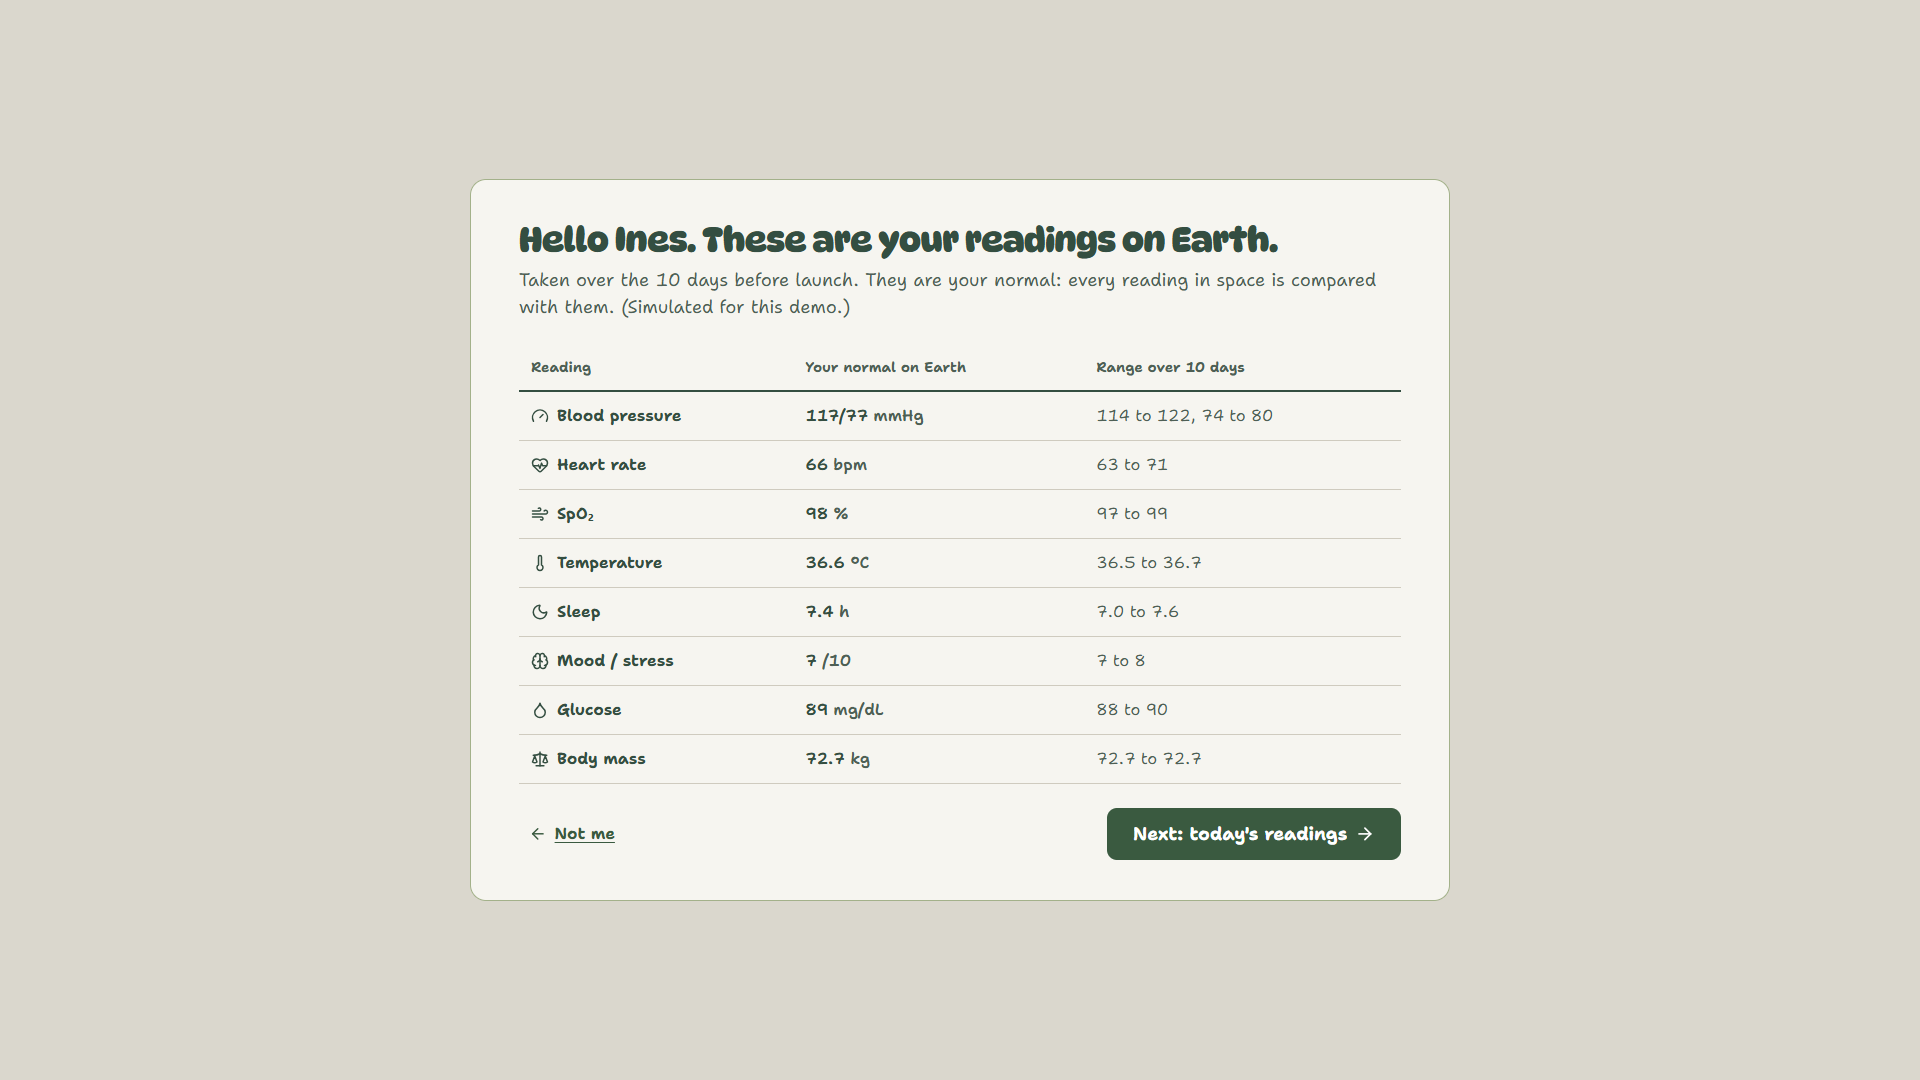 Hello Ines. These are your readings on Earth.
Taken over the 10 days before launch. They are your normal: every reading in space is compared
with them. (Simulated for this demo.)
Reading Your normal on Earth Range over 10 days
Blood pressure 117/77 mmHg 114 to 122, 74 to 80
Heart rate 66 bpm 63 to 71
SpO₂ 98 % 97 to 99
Temperature 36.6 °C 36.5 to 36.7
Sleep 7.4 h 7.0 to 7.6
Mood / stress 7 /10 7 to 8
Glucose 89 mg/dL 88 to 90
Body mass 72.7 kg 72.7 to 72.7
← Not me Next: today's readings →